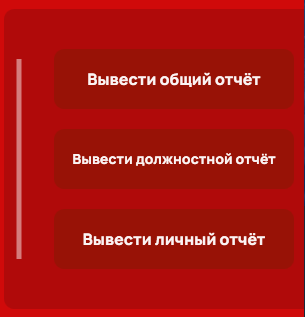 Вывести общий отчёт
Вывести должностной отчёт
Вывести личный отчёт